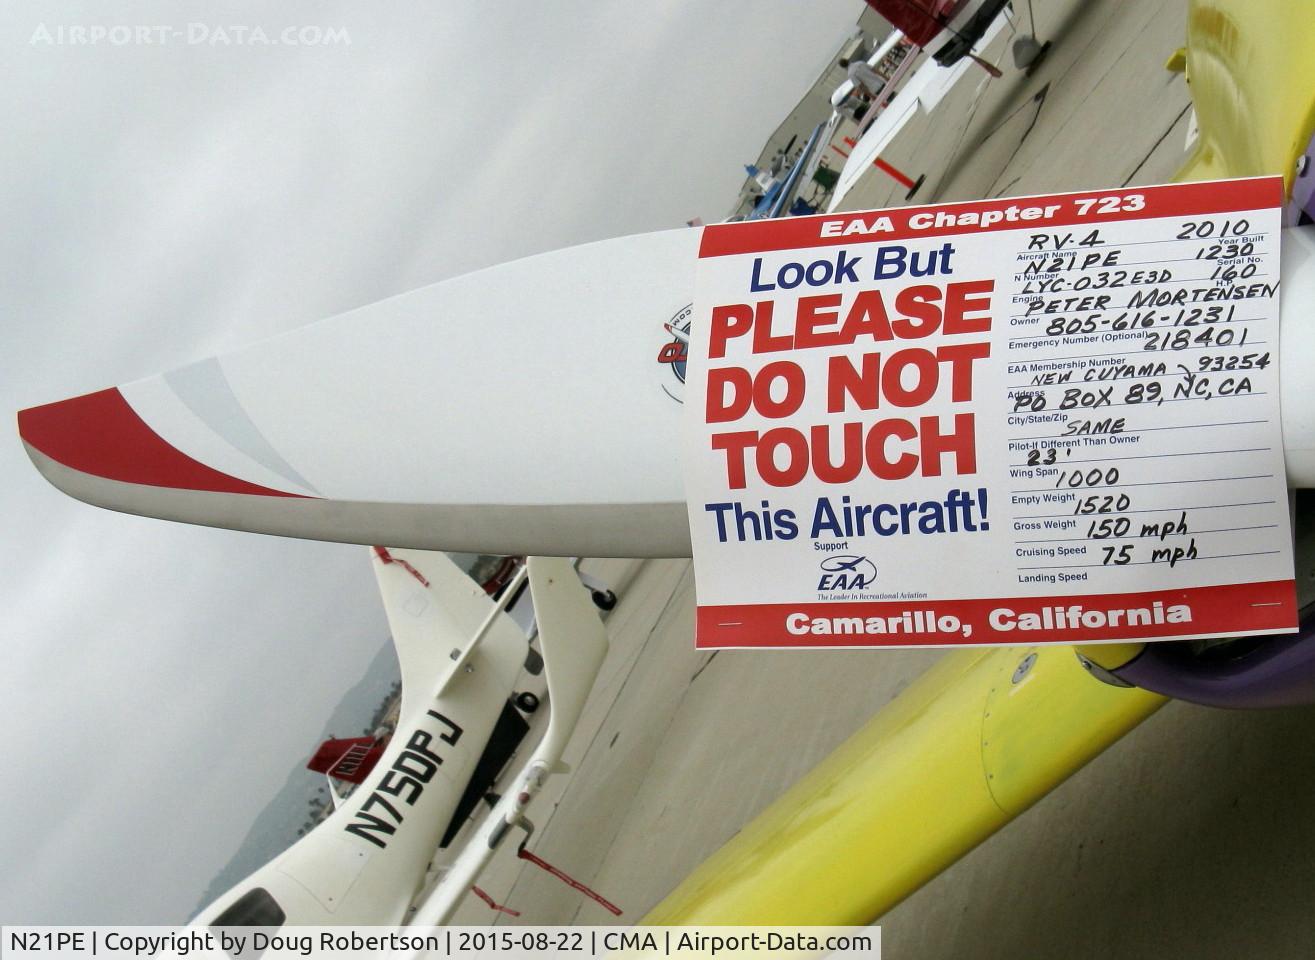 AIRPORT-DATA.COM
EAA Chapter 723
Look But
PLEASE
DO NOT
TOUCH
This Aircraft!
Support
EAA
The Leader In Recreational Aviation
RV-4 2010
Aircraft Name Year Built
N21PE 1230
N Number Serial No.
LYC-O32E3D 160
Engine H.P.
PETER MORTENSEN
Owner
805-616-1231
Emergency Number (Optional)
218401
EAA Membership Number
NEW CUYAMA 93254
Address
PO BOX 89, NC, CA
City/State/Zip
SAME
Pilot-If Different Than Owner
23'
Wing Span
1000
Empty Weight
1520
Gross Weight
150 mph
Cruising Speed
75 mph
Landing Speed
Camarillo, California
N750PJ
N21PE | Copyright by Doug Robertson | 2015-08-22 | CMA | Airport-Data.com